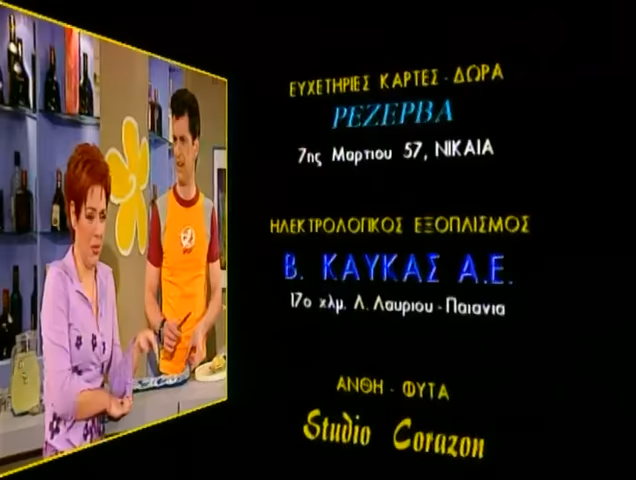 ΕΥΧΕΤΗΡΙΕΣ ΚΑΡΤΕΣ - ΔΩΡΑ
ΡΕΖΕΡΒΑ
7ης Μαρτιου 57, ΝΙΚΑΙΑ
ΗΛΕΚΤΡΟΛΟΓΙΚΟΣ ΕΞΟΠΛΙΣΜΟΣ
Β. ΚΑΥΚΑΣ Α.Ε.
17ο χλμ. Λ. Λαυριου - Παιανια
ΑΝΘΗ - ΦΥΤΑ
Studio Corazon